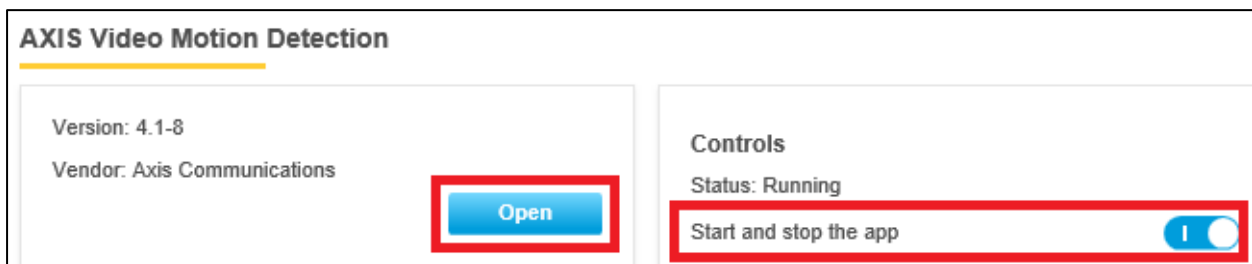 AXIS Video Motion Detection
Version: 4.1-8
Vendor: Axis Communications
Open
Controls
Status: Running
Start and stop the app